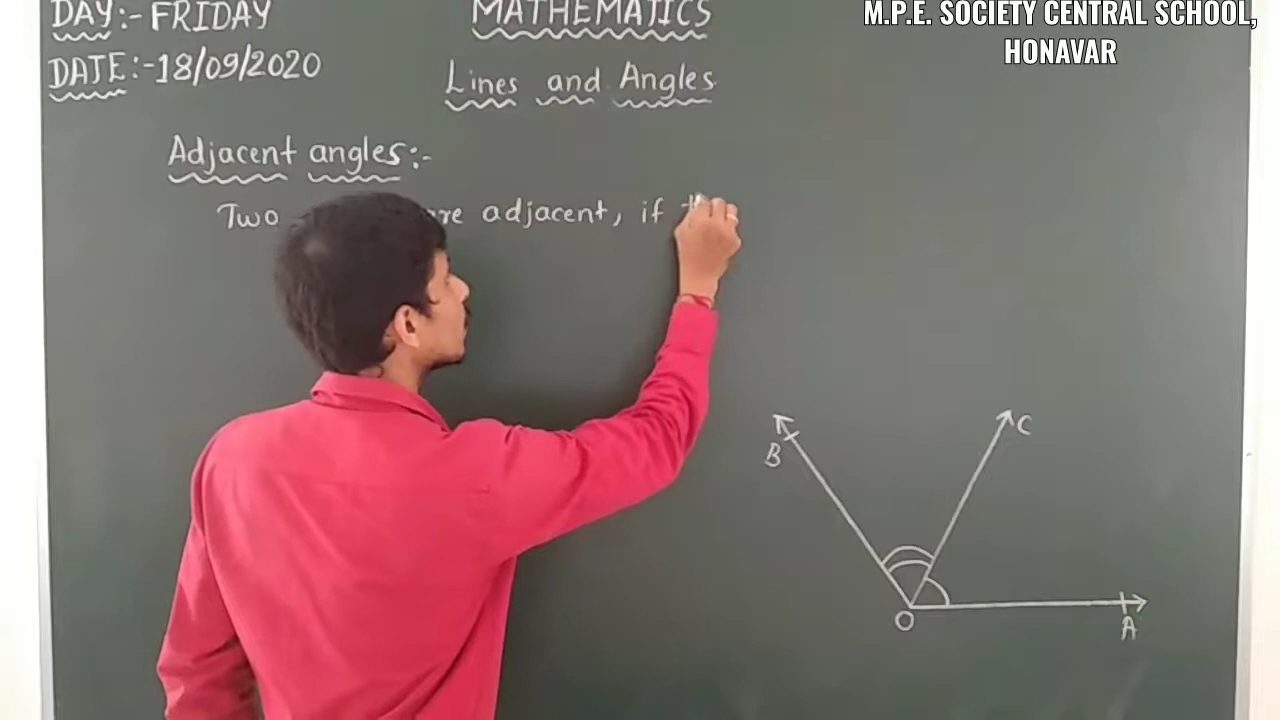 DAY:- FRIDAY
MATHEMATICS
M.P.E. SOCIETY CENTRAL SCHOOL,
HONAVAR
DATE:-18/09/2020
Lines and Angles
Adjacent angles:-
Two are adjacent, if
B
C
O
A